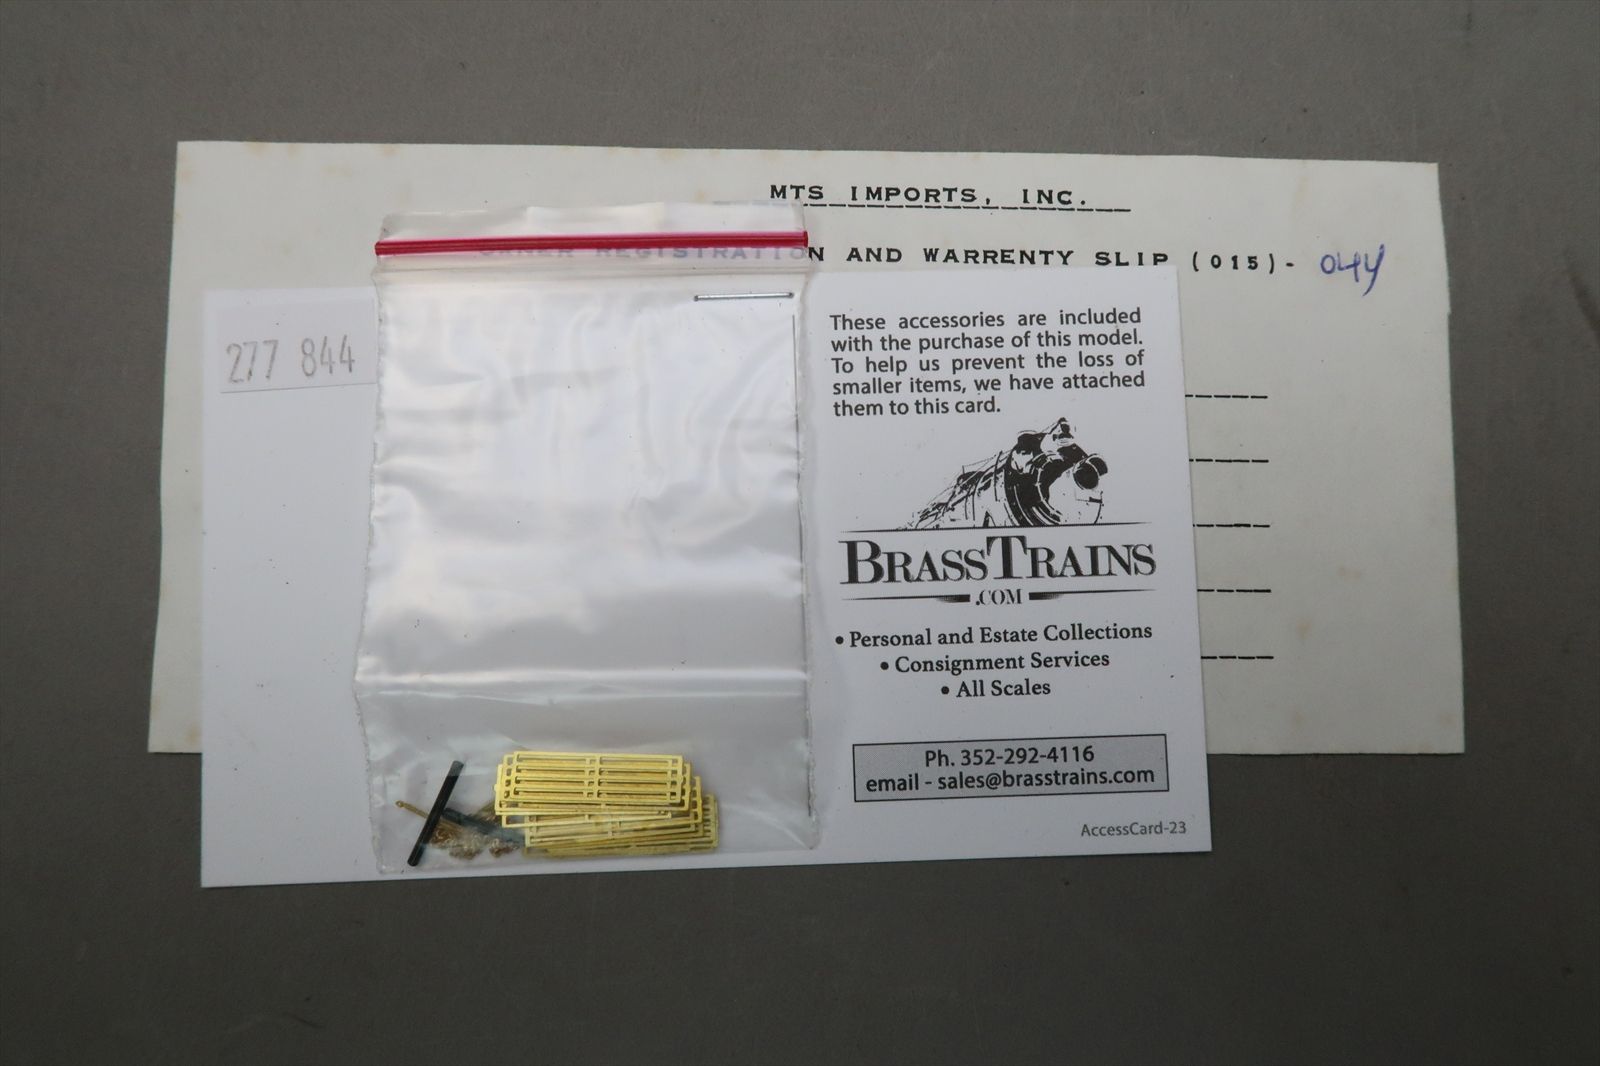 MTS IMPORTS, INC.
OWNER REGISTRATION AND WARRENTY SLIP (015)- 044
277 844
These accessories are included
with the purchase of this model.
To help us prevent the loss of
smaller items, we have attached
them to this card.
BRASSTRAINS
.COM
• Personal and Estate Collections
• Consignment Services
• All Scales
Ph. 352-292-4116
email - sales@brasstrains.com
AccessCard-23